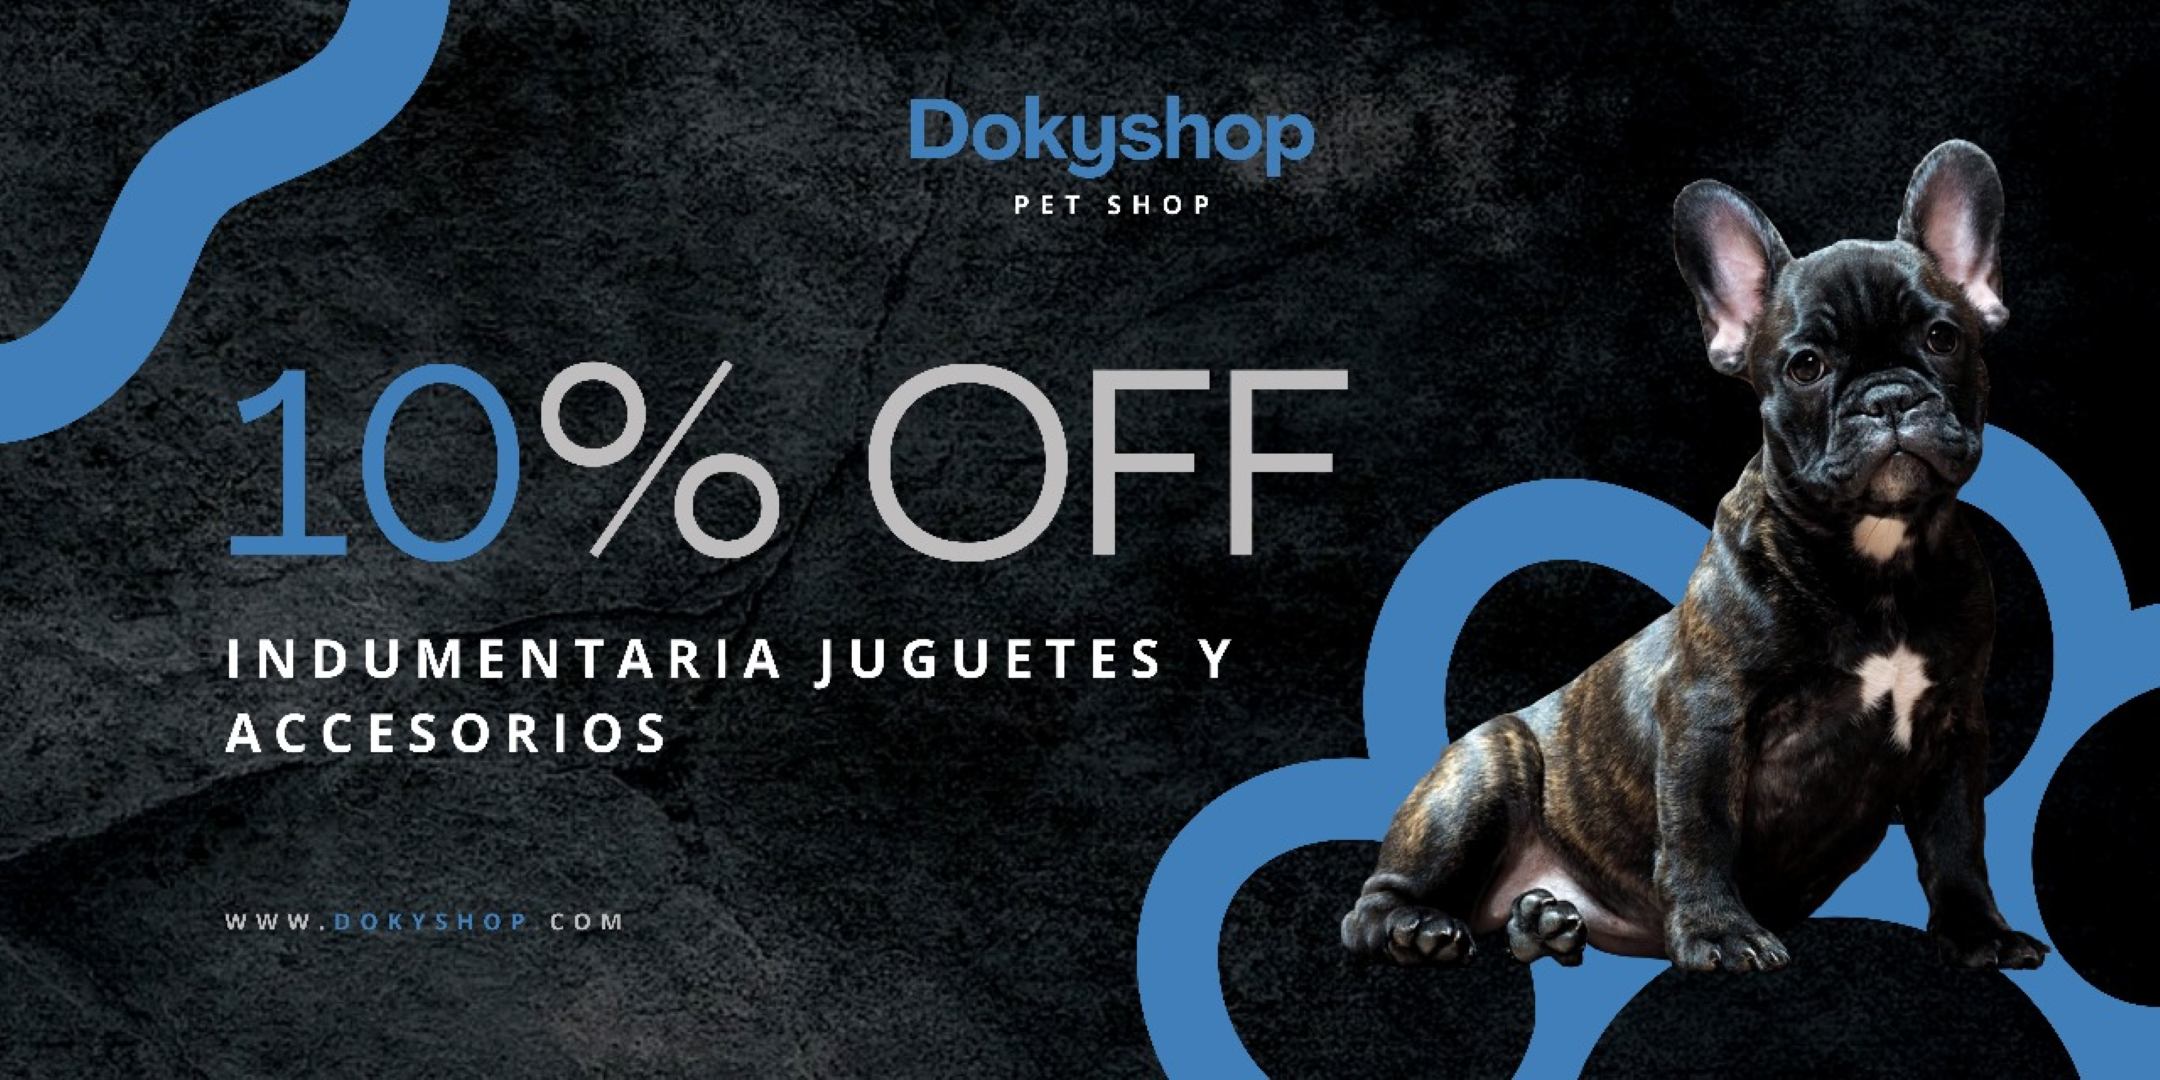 Dokyshop
PET SHOP
10% OFF
INDUMENTARIA JUGUETES Y
ACCESORIOS
WWW.DOKYSHOP COM